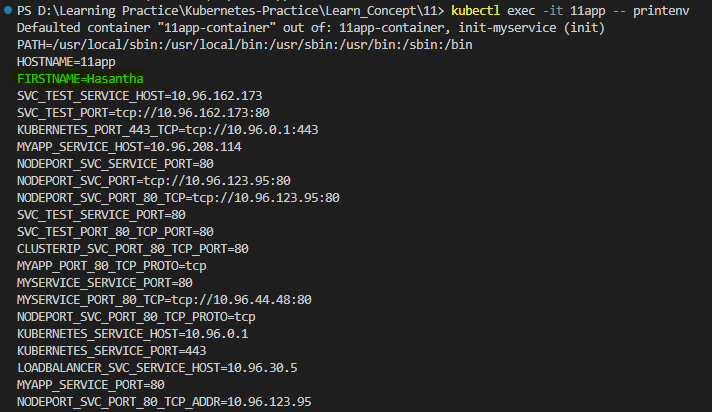 PS D:\Learning Practice\Kubernetes-Practice\Learn_Concept\11> kubectl exec -it 11app -- printenv
Defaulted container "11app-container" out of: 11app-container, init-myservice (init)
PATH=/usr/local/sbin:/usr/local/bin:/usr/sbin:/usr/bin:/sbin:/bin
HOSTNAME=11app
FIRSTNAME=Hasantha
SVC_TEST_SERVICE_HOST=10.96.162.173
SVC_TEST_PORT=tcp://10.96.162.173:80
KUBERNETES_PORT_443_TCP=tcp://10.96.0.1:443
MYAPP_SERVICE_HOST=10.96.208.114
NODEPORT_SVC_SERVICE_PORT=80
NODEPORT_SVC_PORT=tcp://10.96.123.95:80
NODEPORT_SVC_PORT_80_TCP=tcp://10.96.123.95:80
SVC_TEST_SERVICE_PORT=80
SVC_TEST_PORT_80_TCP_PORT=80
CLUSTERIP_SVC_PORT_80_TCP_PORT=80
MYAPP_PORT_80_TCP_PROTO=tcp
MYSERVICE_SERVICE_PORT=80
MYSERVICE_PORT_80_TCP=tcp://10.96.44.48:80
NODEPORT_SVC_PORT_80_TCP_PROTO=tcp
KUBERNETES_SERVICE_HOST=10.96.0.1
KUBERNETES_SERVICE_PORT=443
LOADBALANCER_SVC_SERVICE_HOST=10.96.30.5
MYAPP_SERVICE_PORT=80
NODEPORT_SVC_PORT_80_TCP_ADDR=10.96.123.95